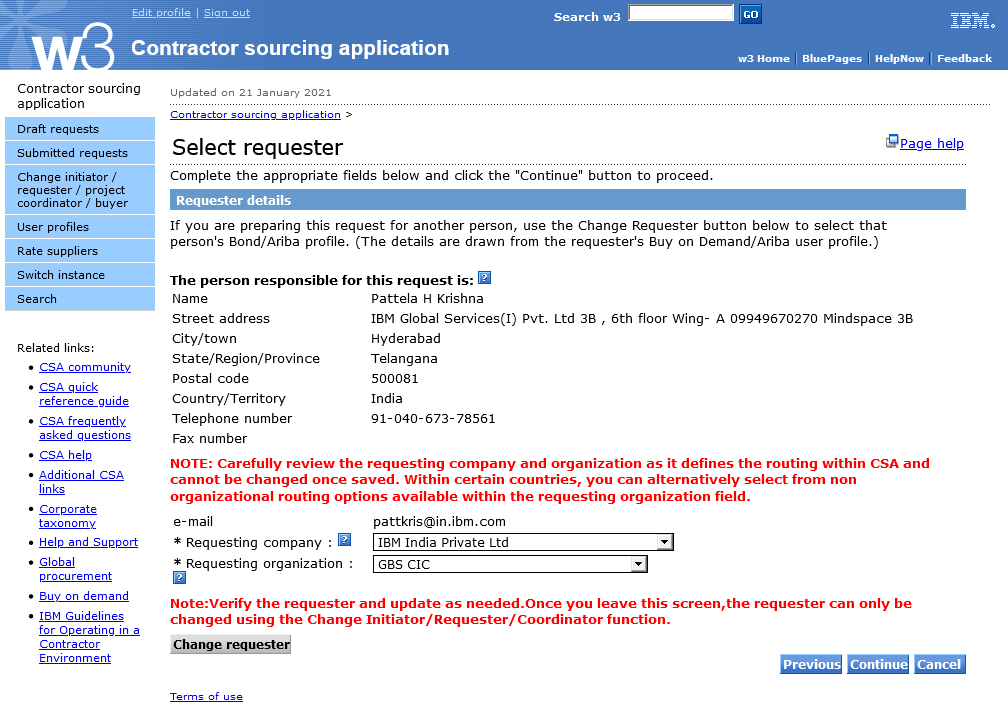 Edit profile | Sign out
Search w3
GO
IBM.
w3
Contractor sourcing application
w3 Home | BluePages | HelpNow | Feedback
Contractor sourcing
application
Draft requests
Submitted requests
Change initiator /
requester / project
coordinator / buyer
User profiles
Rate suppliers
Switch instance
Search
Related links:
• CSA community
• CSA quick
reference guide
• CSA frequently
asked questions
• CSA help
• Additional CSA
links
• Corporate
taxonomy
• Help and Support
• Global
procurement
• Buy on demand
• IBM Guidelines
for Operating in a
Contractor
Environment
Updated on 21 January 2021
Contractor sourcing application >
Select requester
Page help
Complete the appropriate fields below and click the "Continue" button to proceed.
Requester details
If you are preparing this request for another person, use the Change Requester button below to select that
person's Bond/Ariba profile. (The details are drawn from the requester's Buy on Demand/Ariba user profile.)
The person responsible for this request is: ?
Name Pattela H Krishna
Street address IBM Global Services(I) Pvt. Ltd 3B , 6th floor Wing- A 09949670270 Mindspace 3B
City/town Hyderabad
State/Region/Province Telangana
Postal code 500081
Country/Territory India
Telephone number 91-040-673-78561
Fax number
NOTE: Carefully review the requesting company and organization as it defines the routing within CSA and
cannot be changed once saved. Within certain countries, you can alternatively select from non
organizational routing options available within the requesting organization field.
e-mail pattkris@in.ibm.com
* Requesting company : ? IBM India Private Ltd
* Requesting organization : GBS CIC
?
Note:Verify the requester and update as needed.Once you leave this screen,the requester can only be
changed using the Change Initiator/Requester/Coordinator function.
Change requester
Previous Continue Cancel
Terms of use